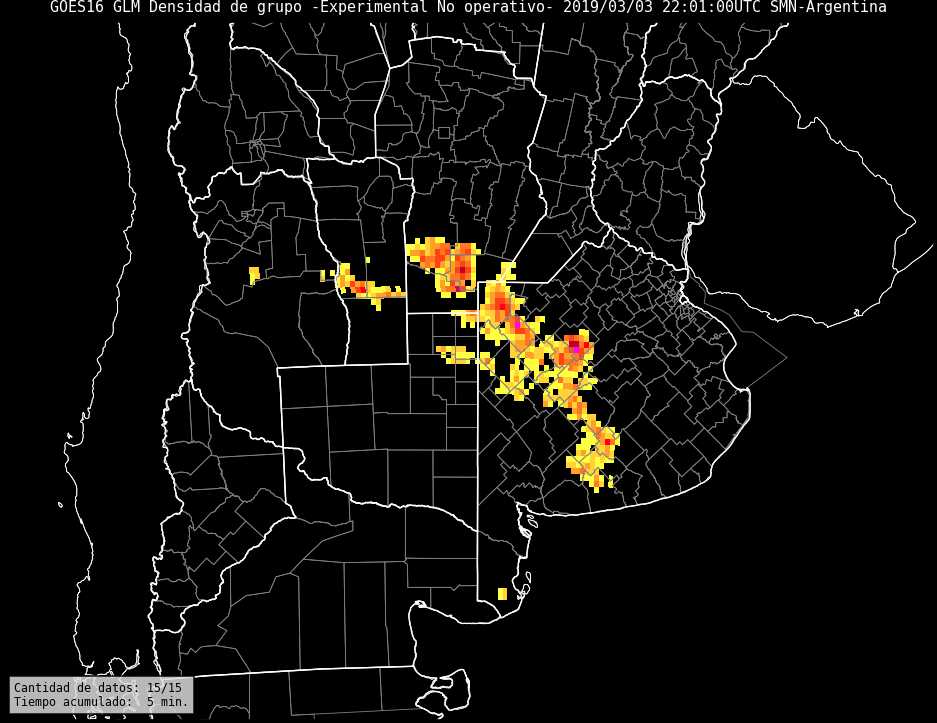 GOES16 GLM Densidad de grupo -Experimental No operativo- 2019/03/03 22:01:00UTC SMN-Argentina
Cantidad de datos: 15/15
Tiempo acumulado:  5 min.